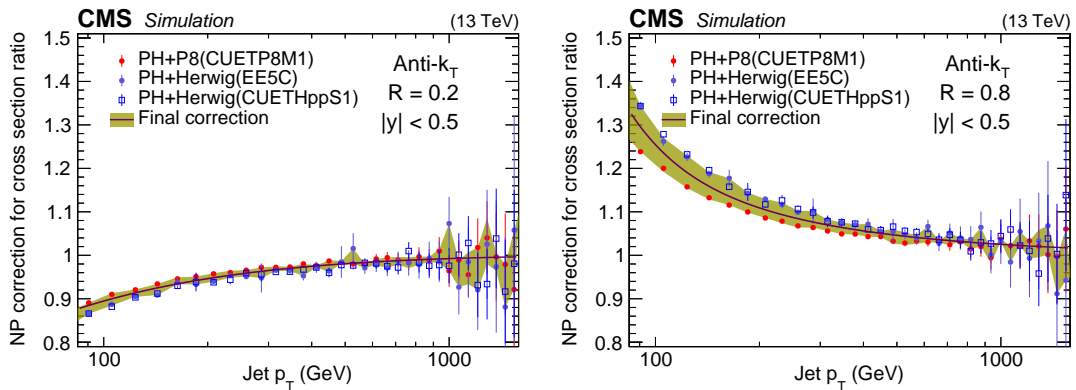 CMS Simulation (13 TeV)
NP correction for cross section ratio
1.5
1.4
1.3
1.2
1.1
1
0.9
0.8
PH+P8(CUETP8M1)
PH+Herwig(EE5C)
PH+Herwig(CUETHppS1)
Final correction
Anti-kT
R = 0.2
|y| < 0.5
100 200 1000
Jet pT (GeV)
CMS Simulation (13 TeV)
NP correction for cross section ratio
1.5
1.4
1.3
1.2
1.1
1
0.9
0.8
PH+P8(CUETP8M1)
PH+Herwig(EE5C)
PH+Herwig(CUETHppS1)
Final correction
Anti-kT
R = 0.8
|y| < 0.5
100 200 1000
Jet pT (GeV)